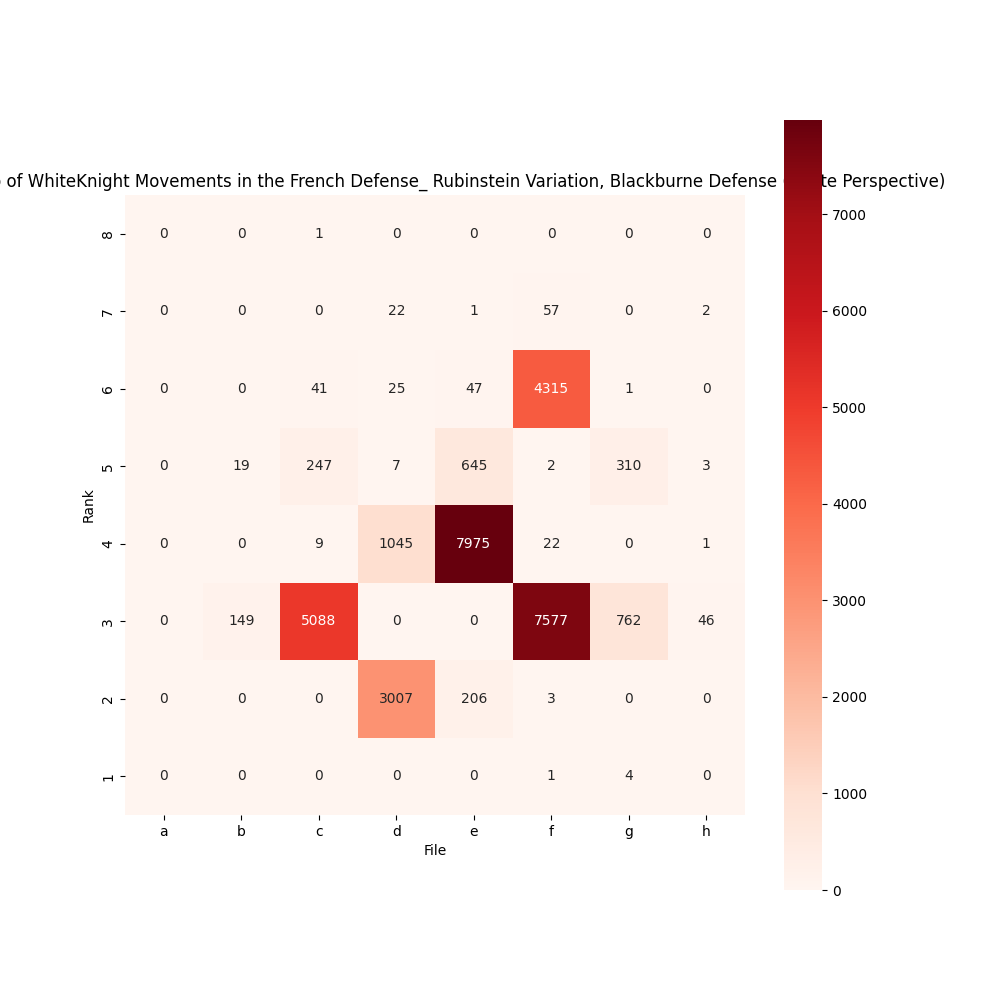 of WhiteKnight Movements in the French Defense_ Rubinstein Variation, Blackburne Defense Perspective)
8 0 0 1 0 0 0 0 0
7 0 0 0 22 1 57 0 2
6 0 0 41 25 47 4315 1 0
5 0 19 247 7 645 2 310 3
4 0 0 9 1045 7975 22 0 1
3 0 149 5088 0 0 7577 762 46
2 0 0 0 3007 206 3 0 0
1 0 0 0 0 0 1 4 0
Rank
a b c d e f g h
File
7000
6000
5000
4000
3000
2000
1000
0